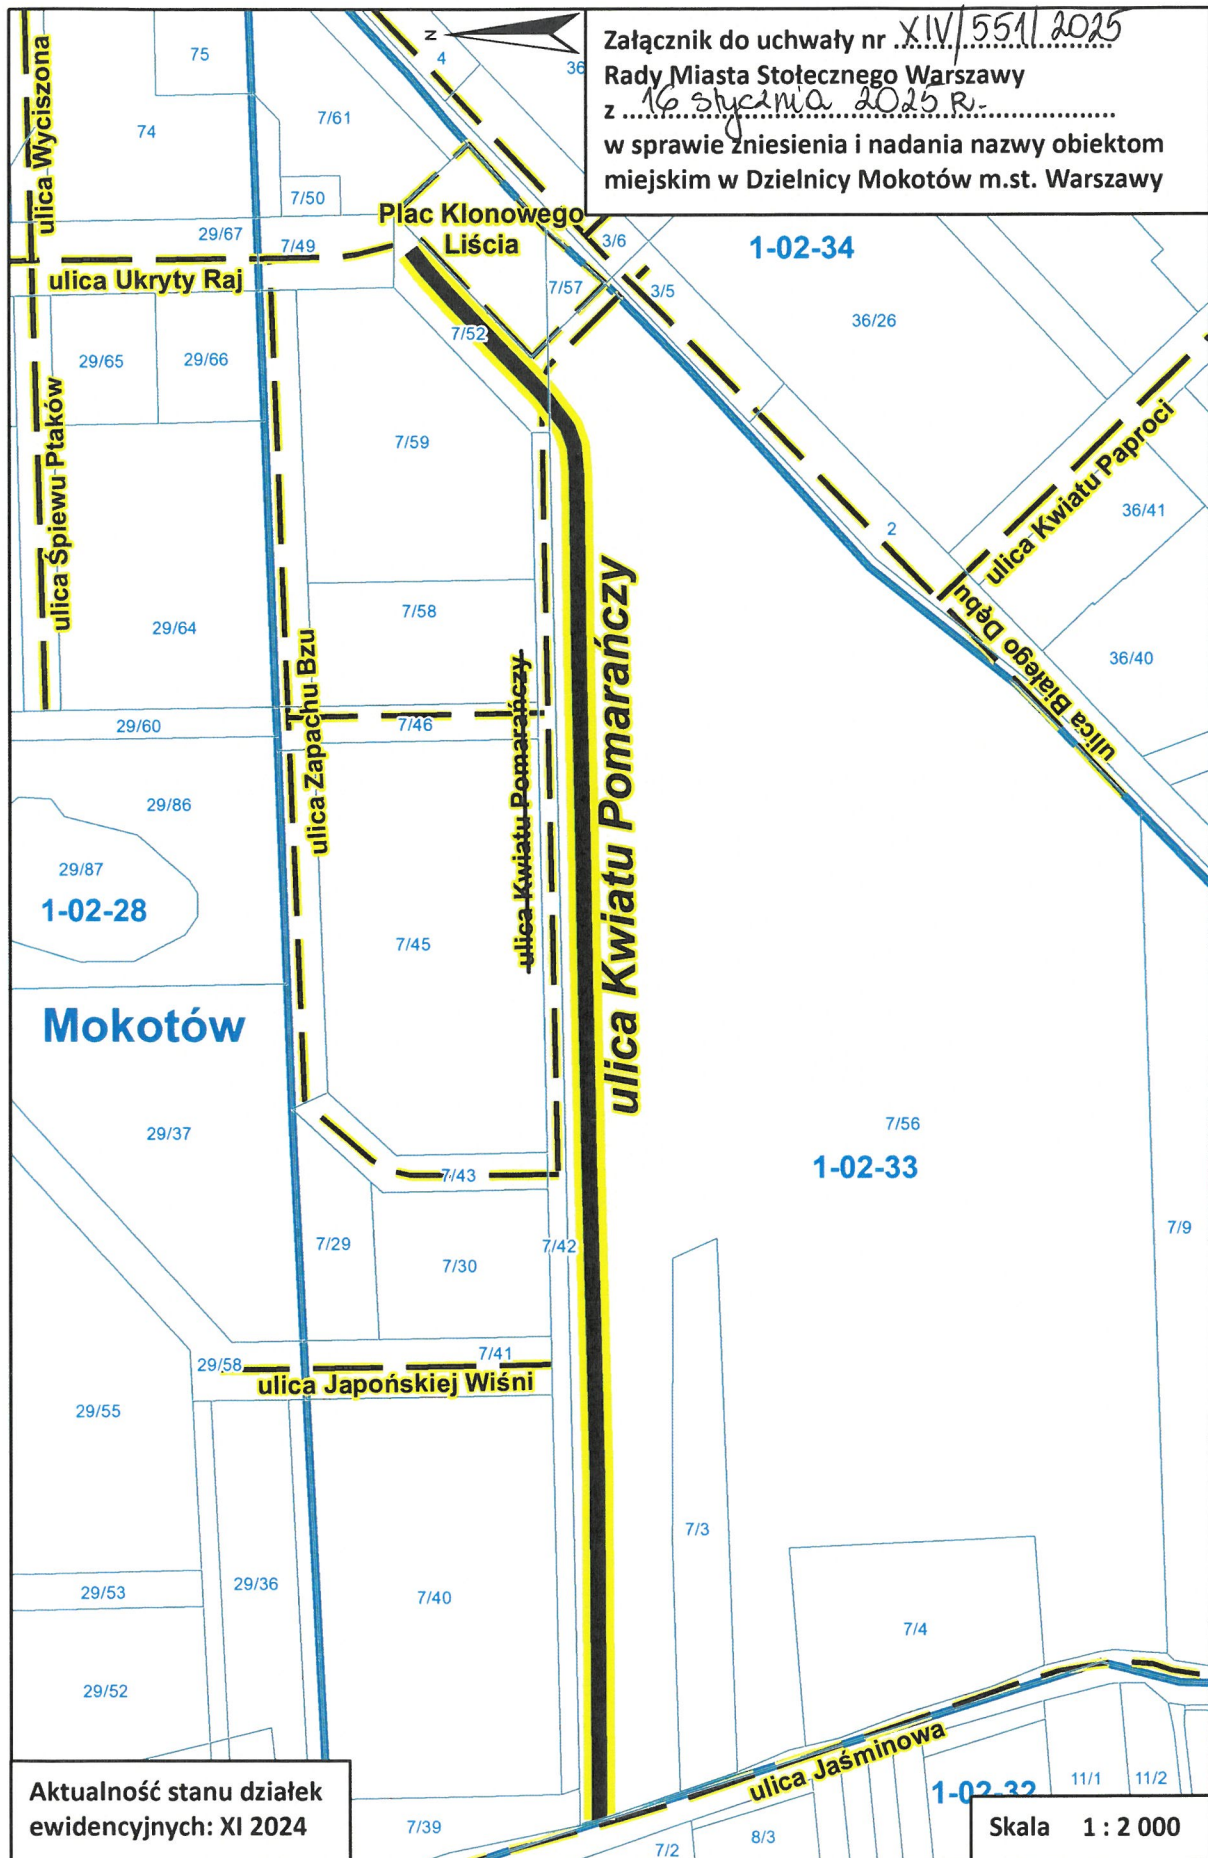 Załącznik do uchwały nr XIV/551/2025
Rady Miasta Stołecznego Warszawy
z 16 stycznia 2025 R.
w sprawie zniesienia i nadania nazwy obiektom
miejskim w Dzielnicy Mokotów m.st. Warszawy
N
75
4
36
74
7/61
ulica Wyciszona
7/50
Plac Klonowego
Liścia
29/67
7/49
3/6
1-02-34
ulica Ukryty Raj
7/57
3/5
36/26
7/52
29/65
29/66
7/59
ulica Śpiewu Ptaków
ulica Kwiatu Paproci
36/41
2
7/58
29/64
ulica Białego Dębu
36/40
ulica Zapachu Bzu
ulica Kwiatu Pomarańczy
ulica Kwiatu Pomarańczy
29/60
7/46
29/86
29/87
1-02-28
7/45
Mokotów
29/37
7/56
1-02-33
7/43
7/9
7/29
7/30
7/42
29/58
7/41
ulica Japońskiej Wiśni
29/55
7/3
29/53
29/36
7/40
7/4
29/52
ulica Jaśminowa
1-02-32
11/1
11/2
Aktualność stanu działek
ewidencyjnych: XI 2024
7/39
7/2
8/3
Skala 1 : 2 000